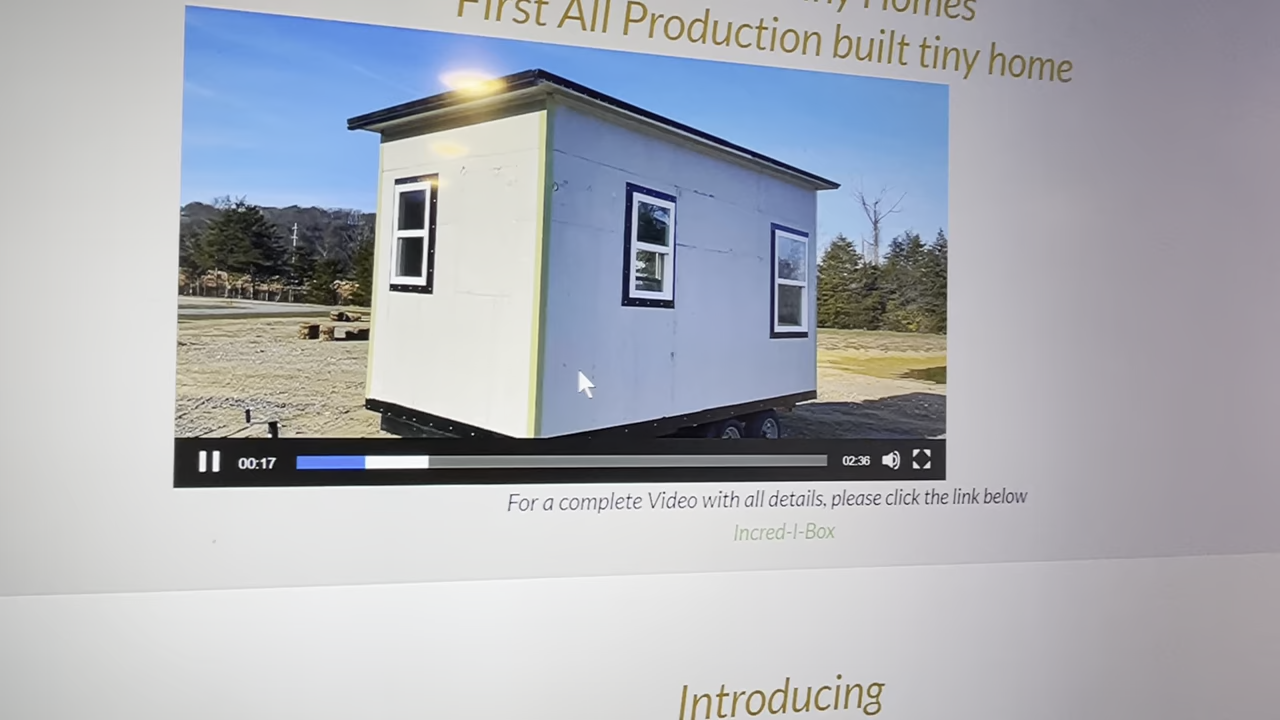 Homes
First All Production built tiny home
00:17
02:36
For a complete Video with all details, please click the link below
Incred-I-Box
Introducing